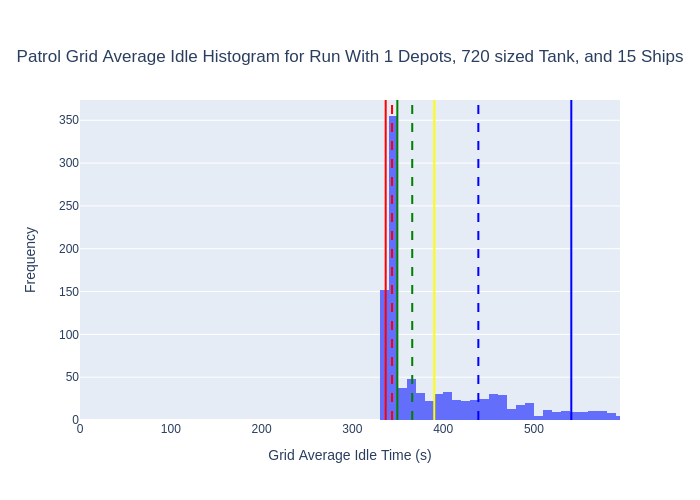 Patrol Grid Average Idle Histogram for Run With 1 Depots, 720 sized Tank, and 15 Ships
Frequency
350
300
250
200
150
100
50
0
0 100 200 300 400 500
Grid Average Idle Time (s)